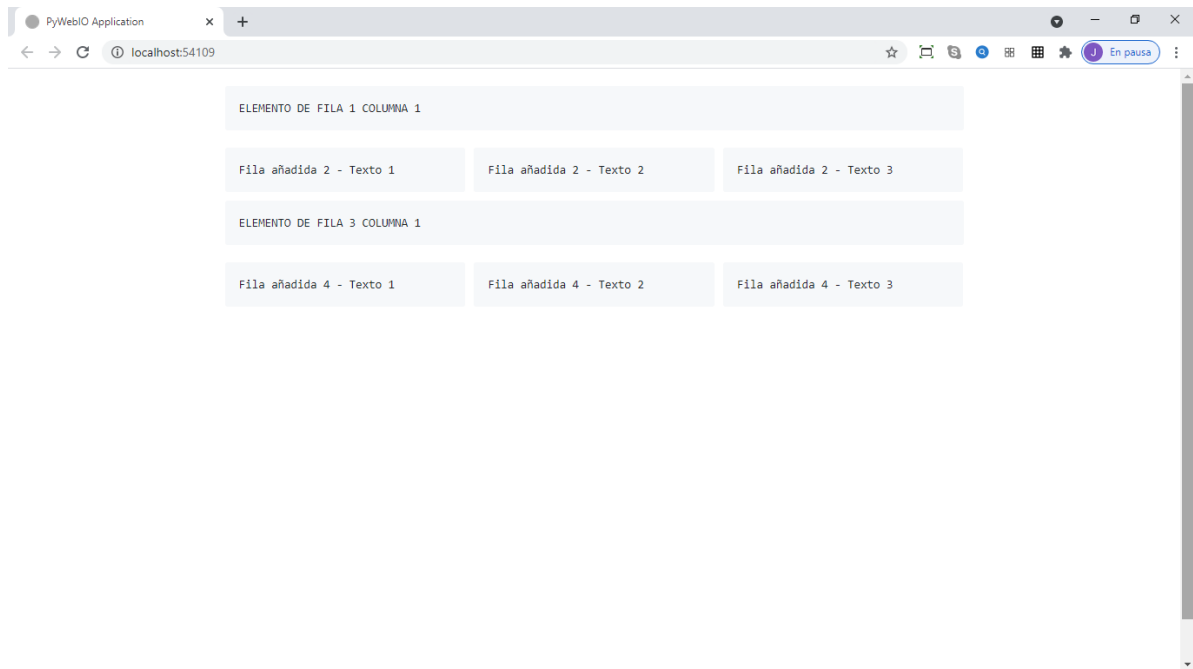 PyWebIO Application
localhost:54109
J En pausa
ELEMENTO DE FILA 1 COLUMNA 1
Fila añadida 2 - Texto 1 Fila añadida 2 - Texto 2 Fila añadida 2 - Texto 3
ELEMENTO DE FILA 3 COLUMNA 1
Fila añadida 4 - Texto 1 Fila añadida 4 - Texto 2 Fila añadida 4 - Texto 3